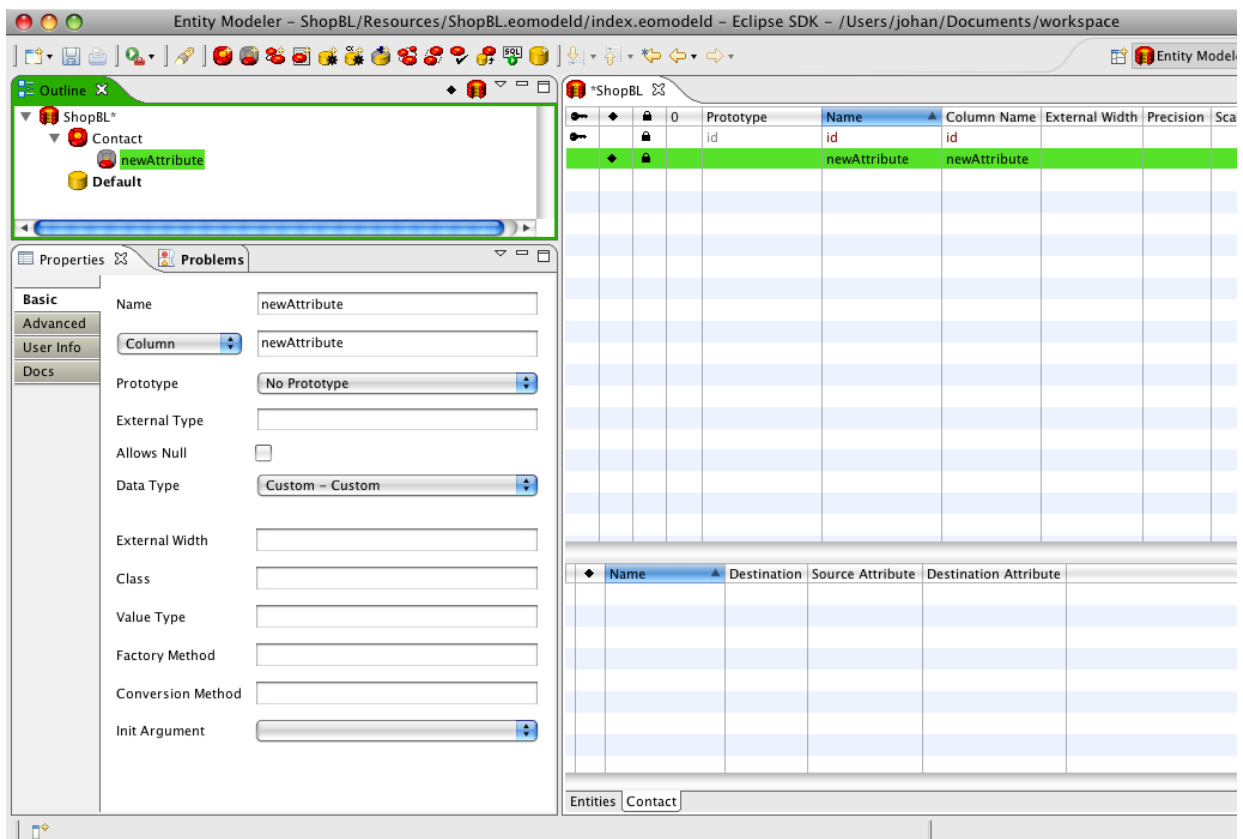 Entity Modeler – ShopBL/Resources/ShopBL.eomodeld/index.eomodeld – Eclipse SDK – /Users/johan/Documents/workspace
SQL
Entity Modele
Outline
ShopBL*
Contact
newAttribute
Default
Properties
Problems
Basic
Advanced
User Info
Docs
Name
newAttribute
Column
newAttribute
Prototype
No Prototype
External Type
Allows Null
Data Type
Custom – Custom
External Width
Class
Value Type
Factory Method
Conversion Method
Init Argument
*ShopBL
0 Prototype Name Column Name External Width Precision Sca
id id id
newAttribute newAttribute
Name Destination Source Attribute Destination Attribute
Entities Contact